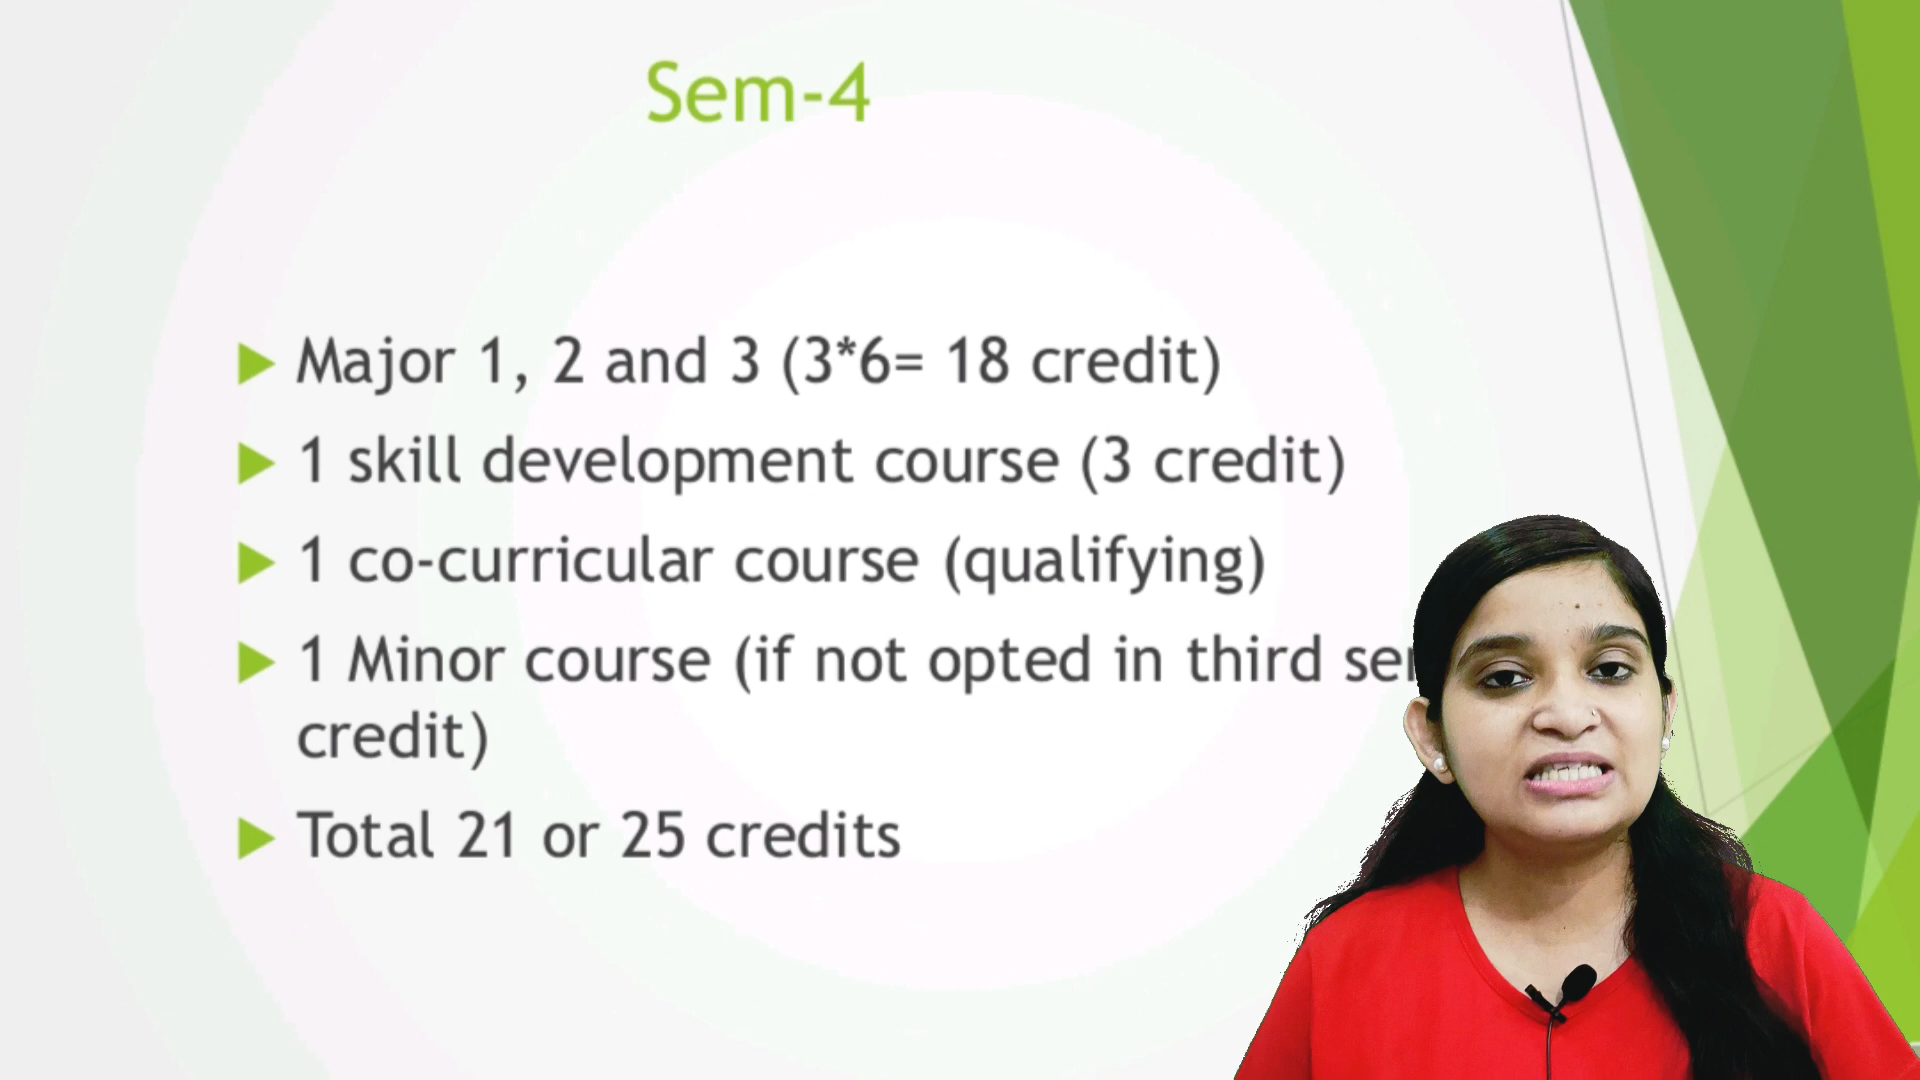 Sem-4
Major 1, 2 and 3 (3*6= 18 credit)
1 skill development course (3 credit)
1 co-curricular course (qualifying)
1 Minor course (if not opted in third
credit)
Total 21 or 25 credits